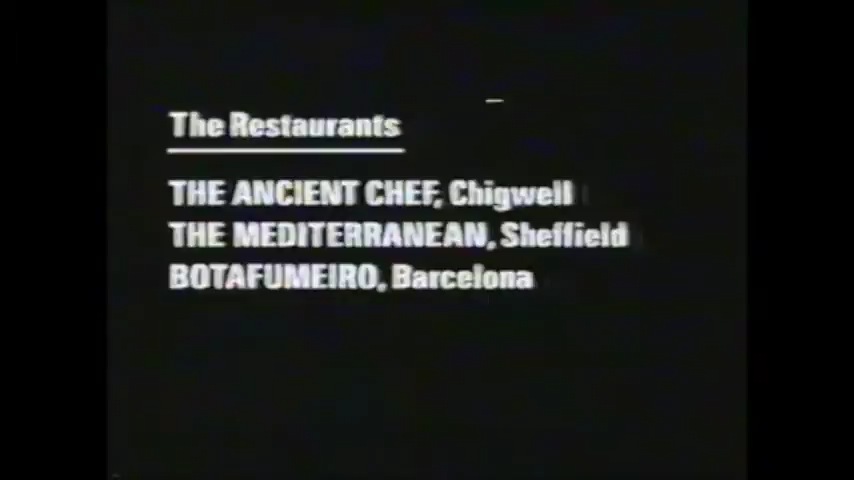 The Restaurants
THE ANCIENT CHEF, Chigwell
THE MEDITERRANEAN, Sheffield
BOTAFUMEIRO, Barcelona